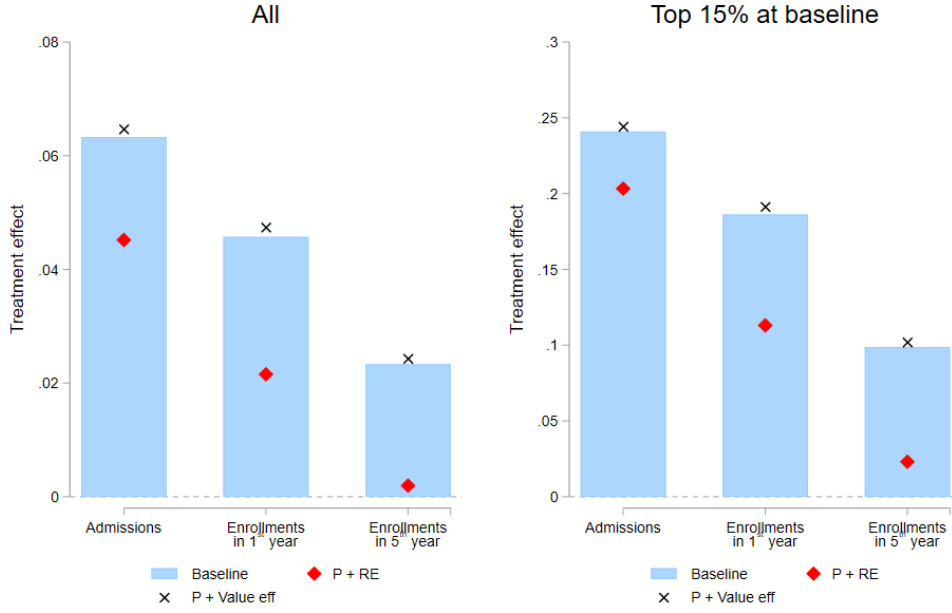 All
Treatment effect
.08
.06
.04
.02
0
Admissions
Enrollments
in 1st year
Enrollments
in 5th year
Baseline
P + RE
P + Value eff
Top 15% at baseline
Treatment effect
.3
.25
.2
.15
.1
.05
0
Admissions
Enrollments
in 1st year
Enrollments
in 5th year
Baseline
P + RE
P + Value eff